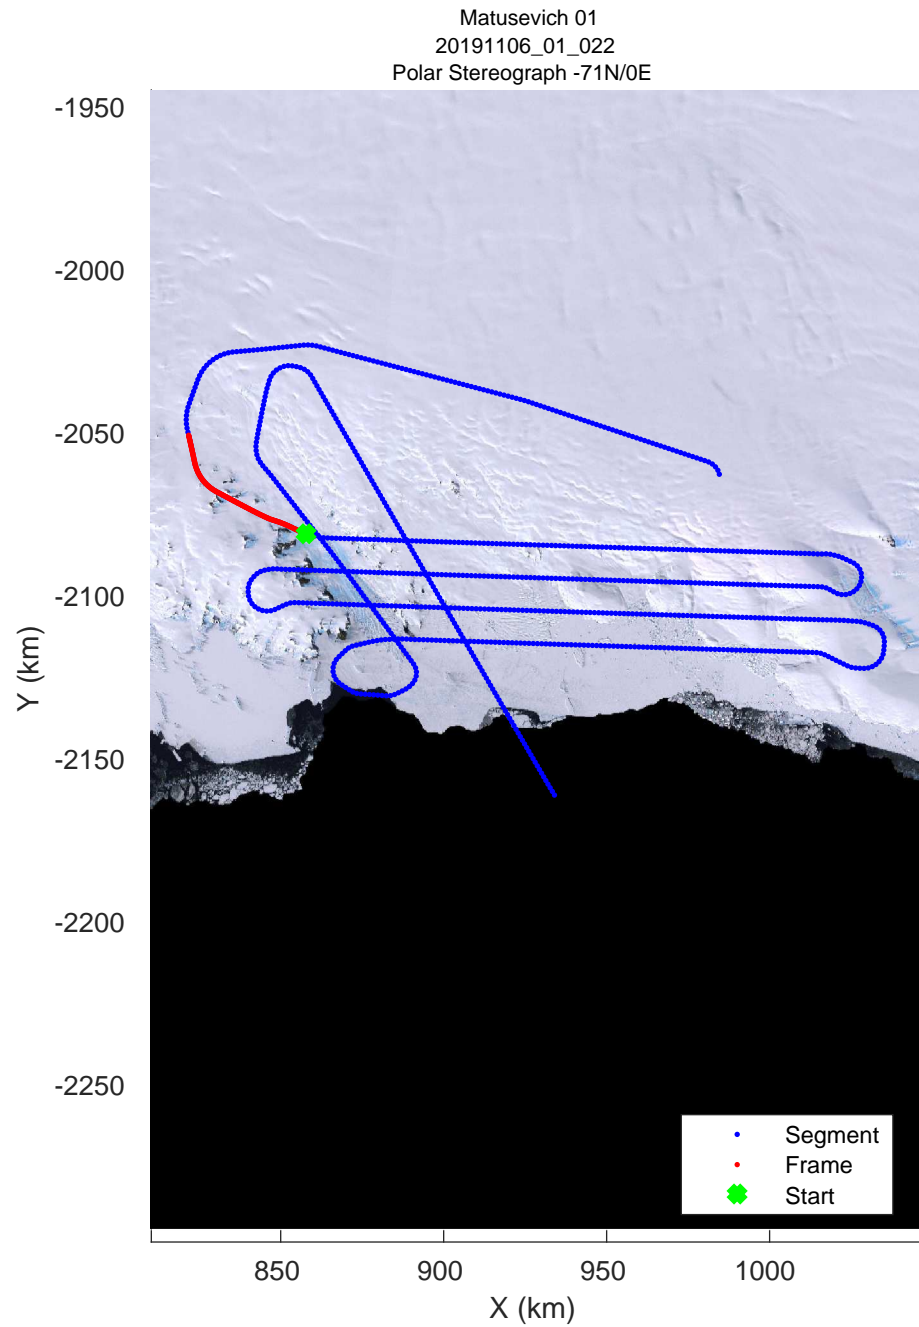 Matusevich 01
20191106_01_022
Polar Stereograph -71N/0E
-1950
-2000
-2050
-2100
-2150
-2200
-2250
Y (km)
850
900
950
1000
X (km)
Segment
Frame
Start